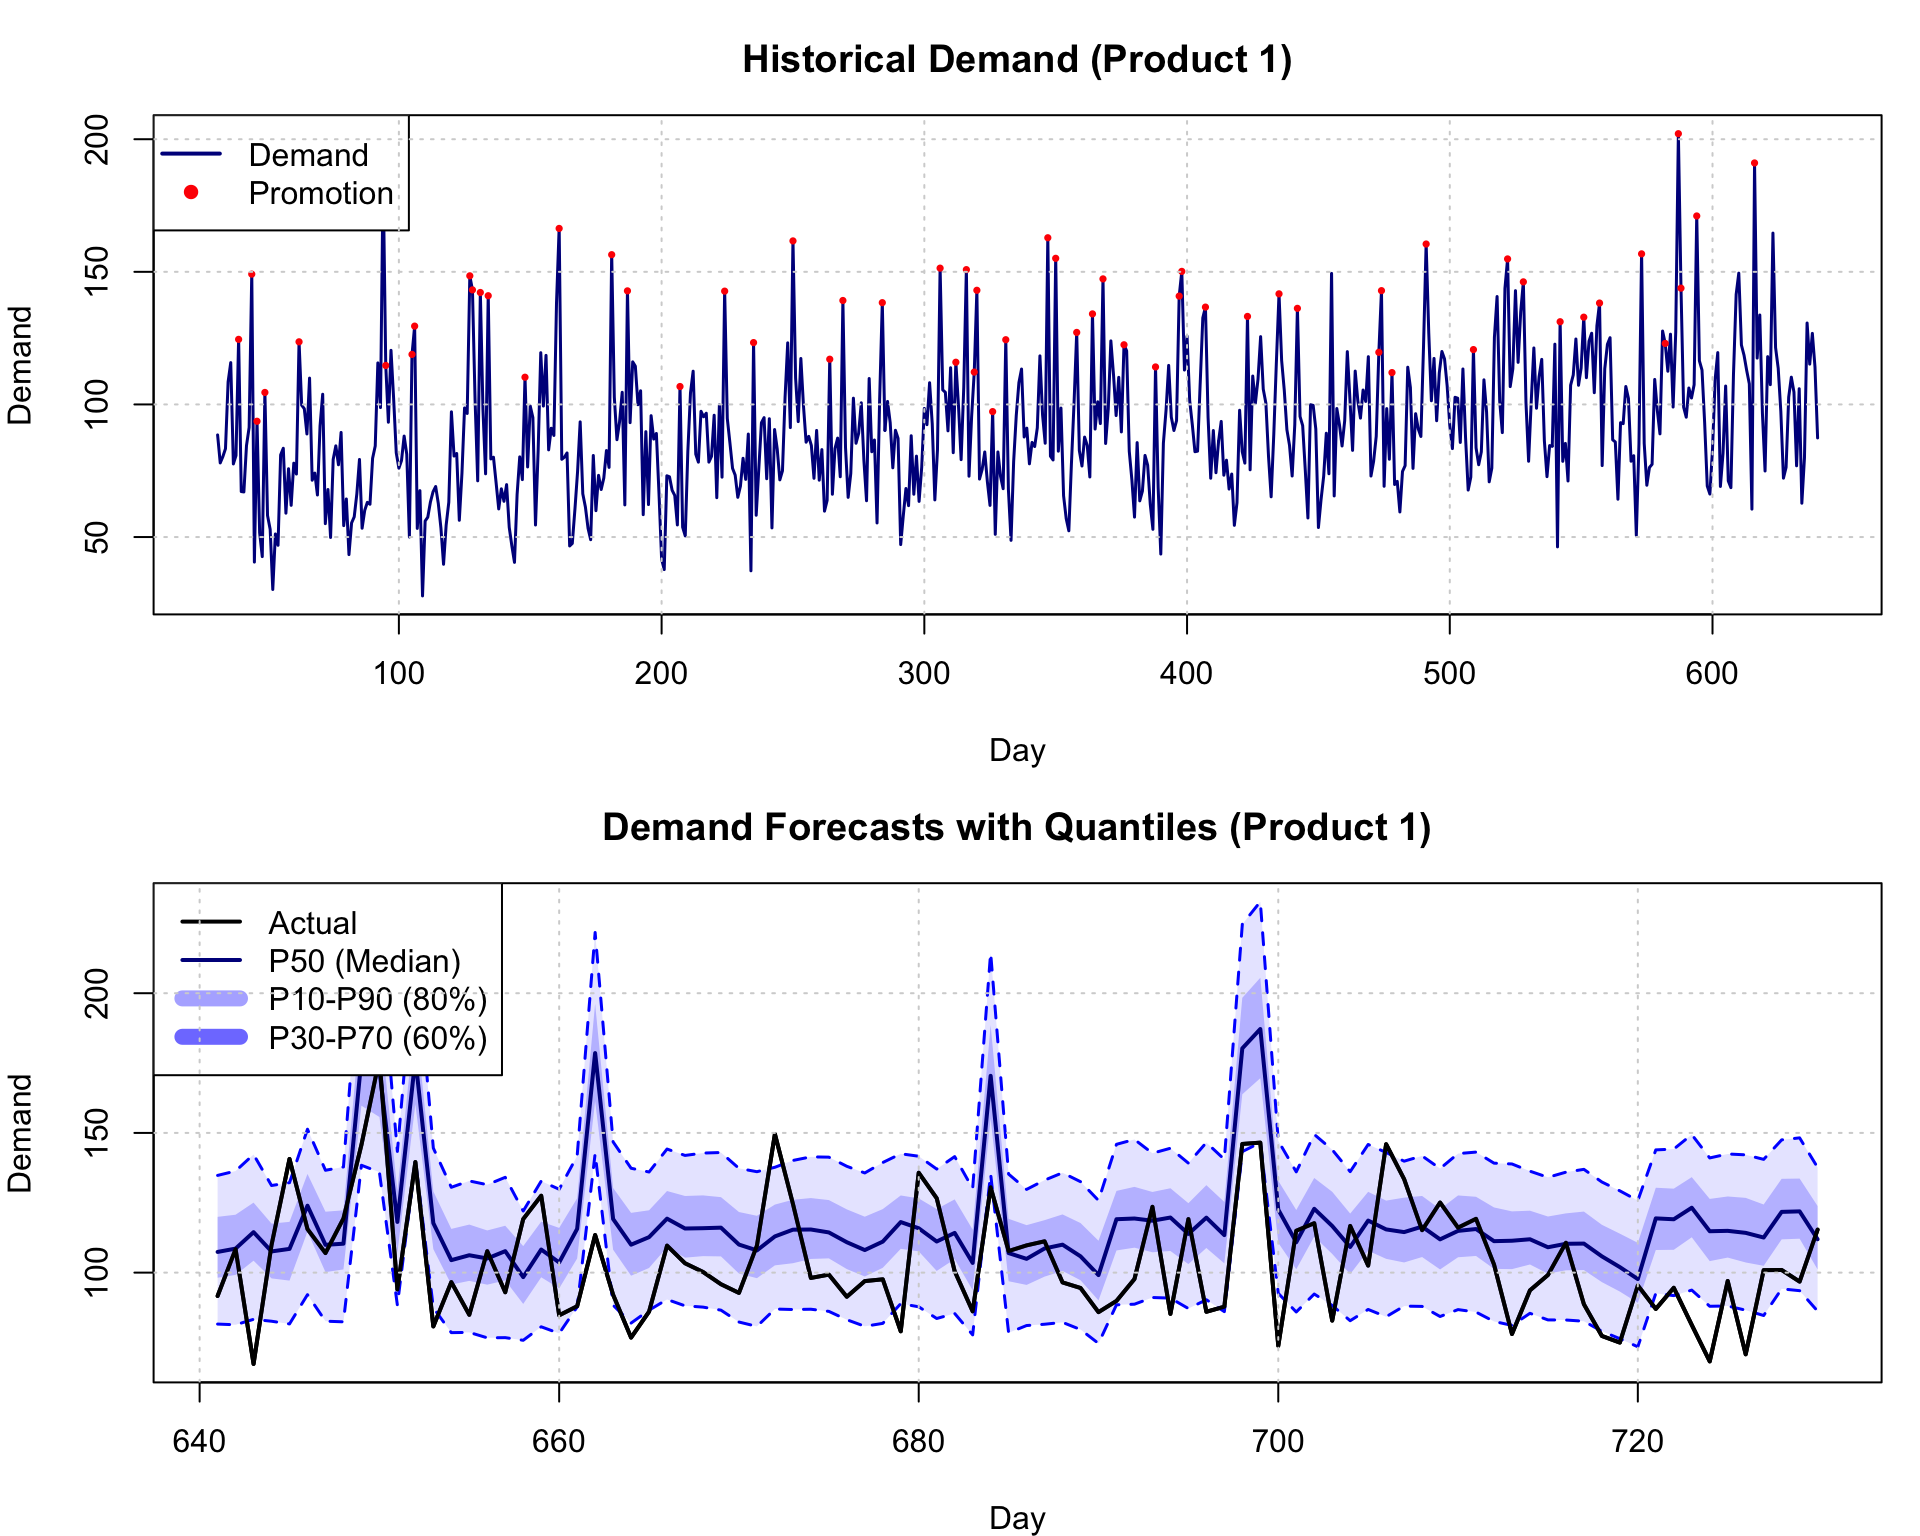 Historical Demand (Product 1)
Demand
200
150
100
50
Demand
Promotion
100 200 300 400 500 600
Day
Demand Forecasts with Quantiles (Product 1)
Demand
200
150
100
Actual
P50 (Median)
P10-P90 (80%)
P30-P70 (60%)
640 660 680 700 720
Day